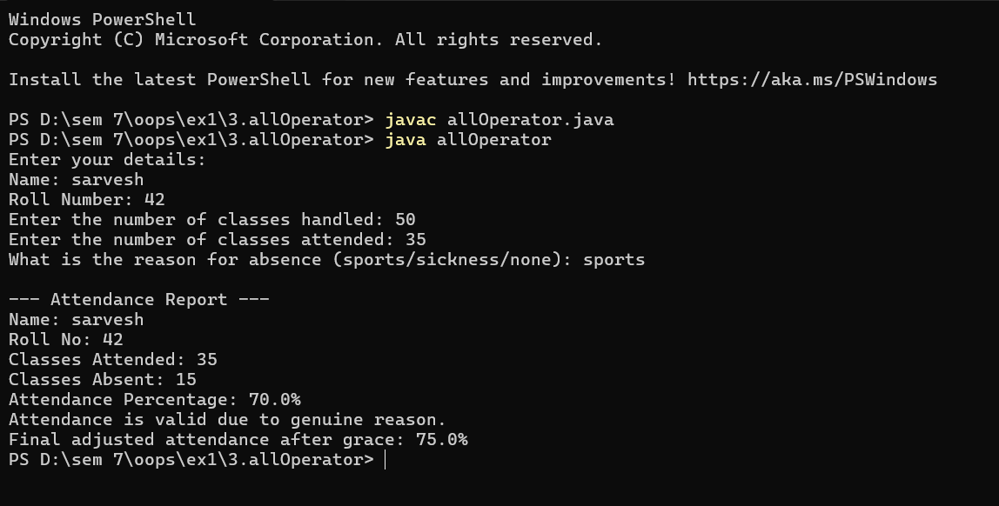 Windows PowerShell
Copyright (C) Microsoft Corporation. All rights reserved.
Install the latest PowerShell for new features and improvements! https://aka.ms/PSWindows
PS D:\sem 7\oops\ex1\3.allOperator> javac allOperator.java
PS D:\sem 7\oops\ex1\3.allOperator> java allOperator
Enter your details:
Name: sarvesh
Roll Number: 42
Enter the number of classes handled: 50
Enter the number of classes attended: 35
What is the reason for absence (sports/sickness/none): sports
--- Attendance Report ---
Name: sarvesh
Roll No: 42
Classes Attended: 35
Classes Absent: 15
Attendance Percentage: 70.0%
Attendance is valid due to genuine reason.
Final adjusted attendance after grace: 75.0%
PS D:\sem 7\oops\ex1\3.allOperator>